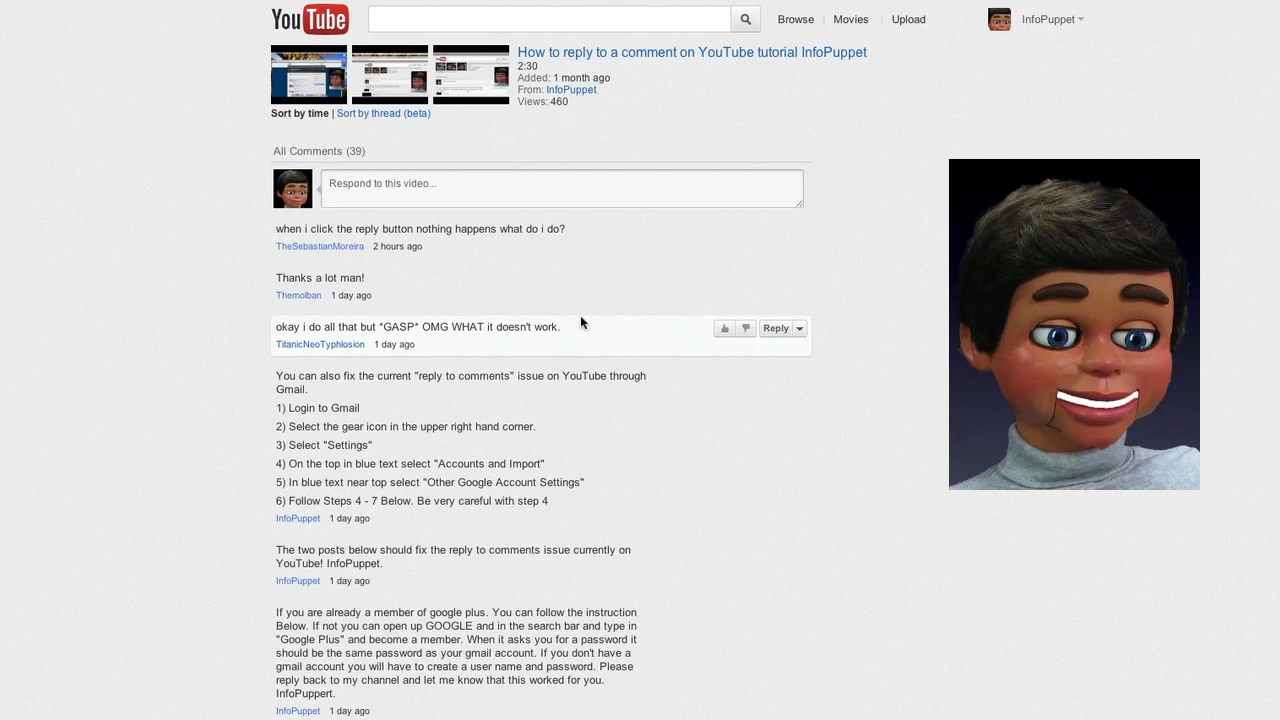 YouTube
Browse | Movies | Upload
InfoPuppet
How to reply to a comment on YouTube tutorial InfoPuppet
2:30
Added: 1 month ago
From: InfoPuppet
Views: 460
Sort by time | Sort by thread (beta)
All Comments (39)
Respond to this video...
when i click the reply button nothing happens what do i do?
TheSebastianMoreira 2 hours ago
Thanks a lot man!
Themolban 1 day ago
okay i do all that but *GASP* OMG WHAT it doesn't work.
Reply
TitanicNeoTyphlosion 1 day ago
You can also fix the current "reply to comments" issue on YouTube through
Gmail.
1) Login to Gmail
2) Select the gear icon in the upper right hand corner.
3) Select "Settings"
4) On the top in blue text select "Accounts and Import"
5) In blue text near top select "Other Google Account Settings"
6) Follow Steps 4 - 7 Below. Be very careful with step 4
InfoPuppet 1 day ago
The two posts below should fix the reply to comments issue currently on
YouTube! InfoPuppet.
InfoPuppet 1 day ago
If you are already a member of google plus. You can follow the instruction
Below. If not you can open up GOOGLE and in the search bar and type in
"Google Plus" and become a member. When it asks you for a password it
should be the same password as your gmail account. If you don't have a
gmail account you will have to create a user name and password. Please
reply back to my channel and let me know that this worked for you.
InfoPuppert.
InfoPuppet 1 day ago